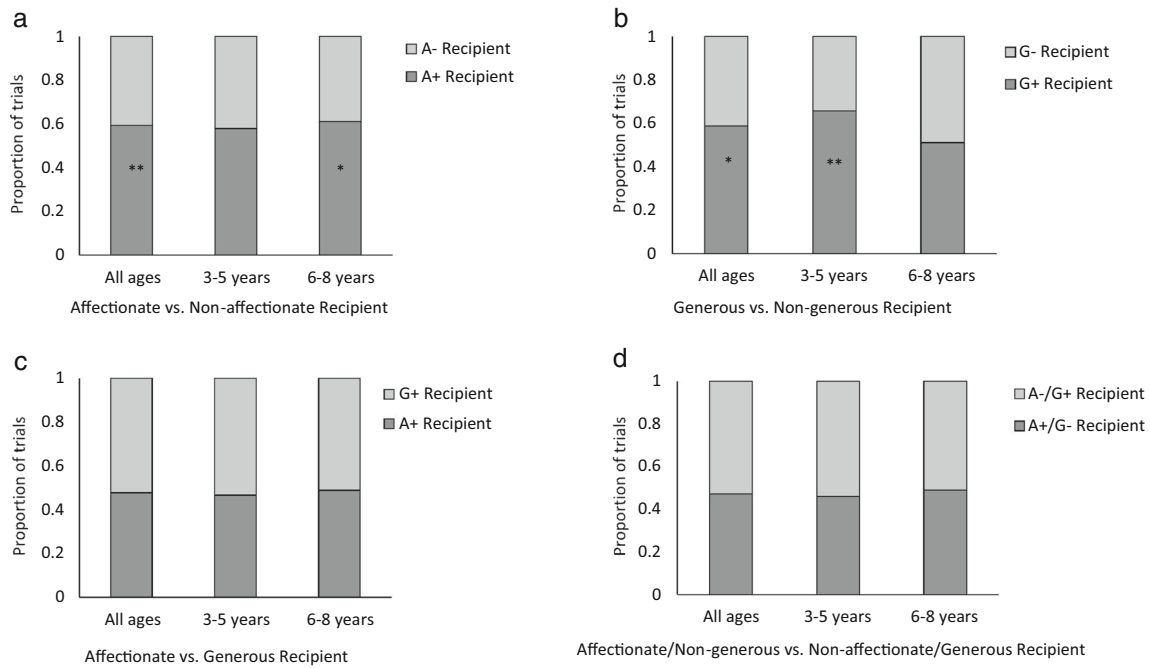 a
1
0.8
0.6
0.4
0.2
0
Proportion of trials
** *
A- Recipient
A+ Recipient
All ages 3-5 years 6-8 years
Affectionate vs. Non-affectionate Recipient
b
1
0.8
0.6
0.4
0.2
0
Proportion of trials
* **
G- Recipient
G+ Recipient
All ages 3-5 years 6-8 years
Generous vs. Non-generous Recipient
c
1
0.8
0.6
0.4
0.2
0
Proportion of trials
G+ Recipient
A+ Recipient
All ages 3-5 years 6-8 years
Affectionate vs. Generous Recipient
d
1
0.8
0.6
0.4
0.2
0
Proportion of trials
A-/G+ Recipient
A+/G- Recipient
All ages 3-5 years 6-8 years
Affectionate/Non-generous vs. Non-affectionate/Generous Recipient